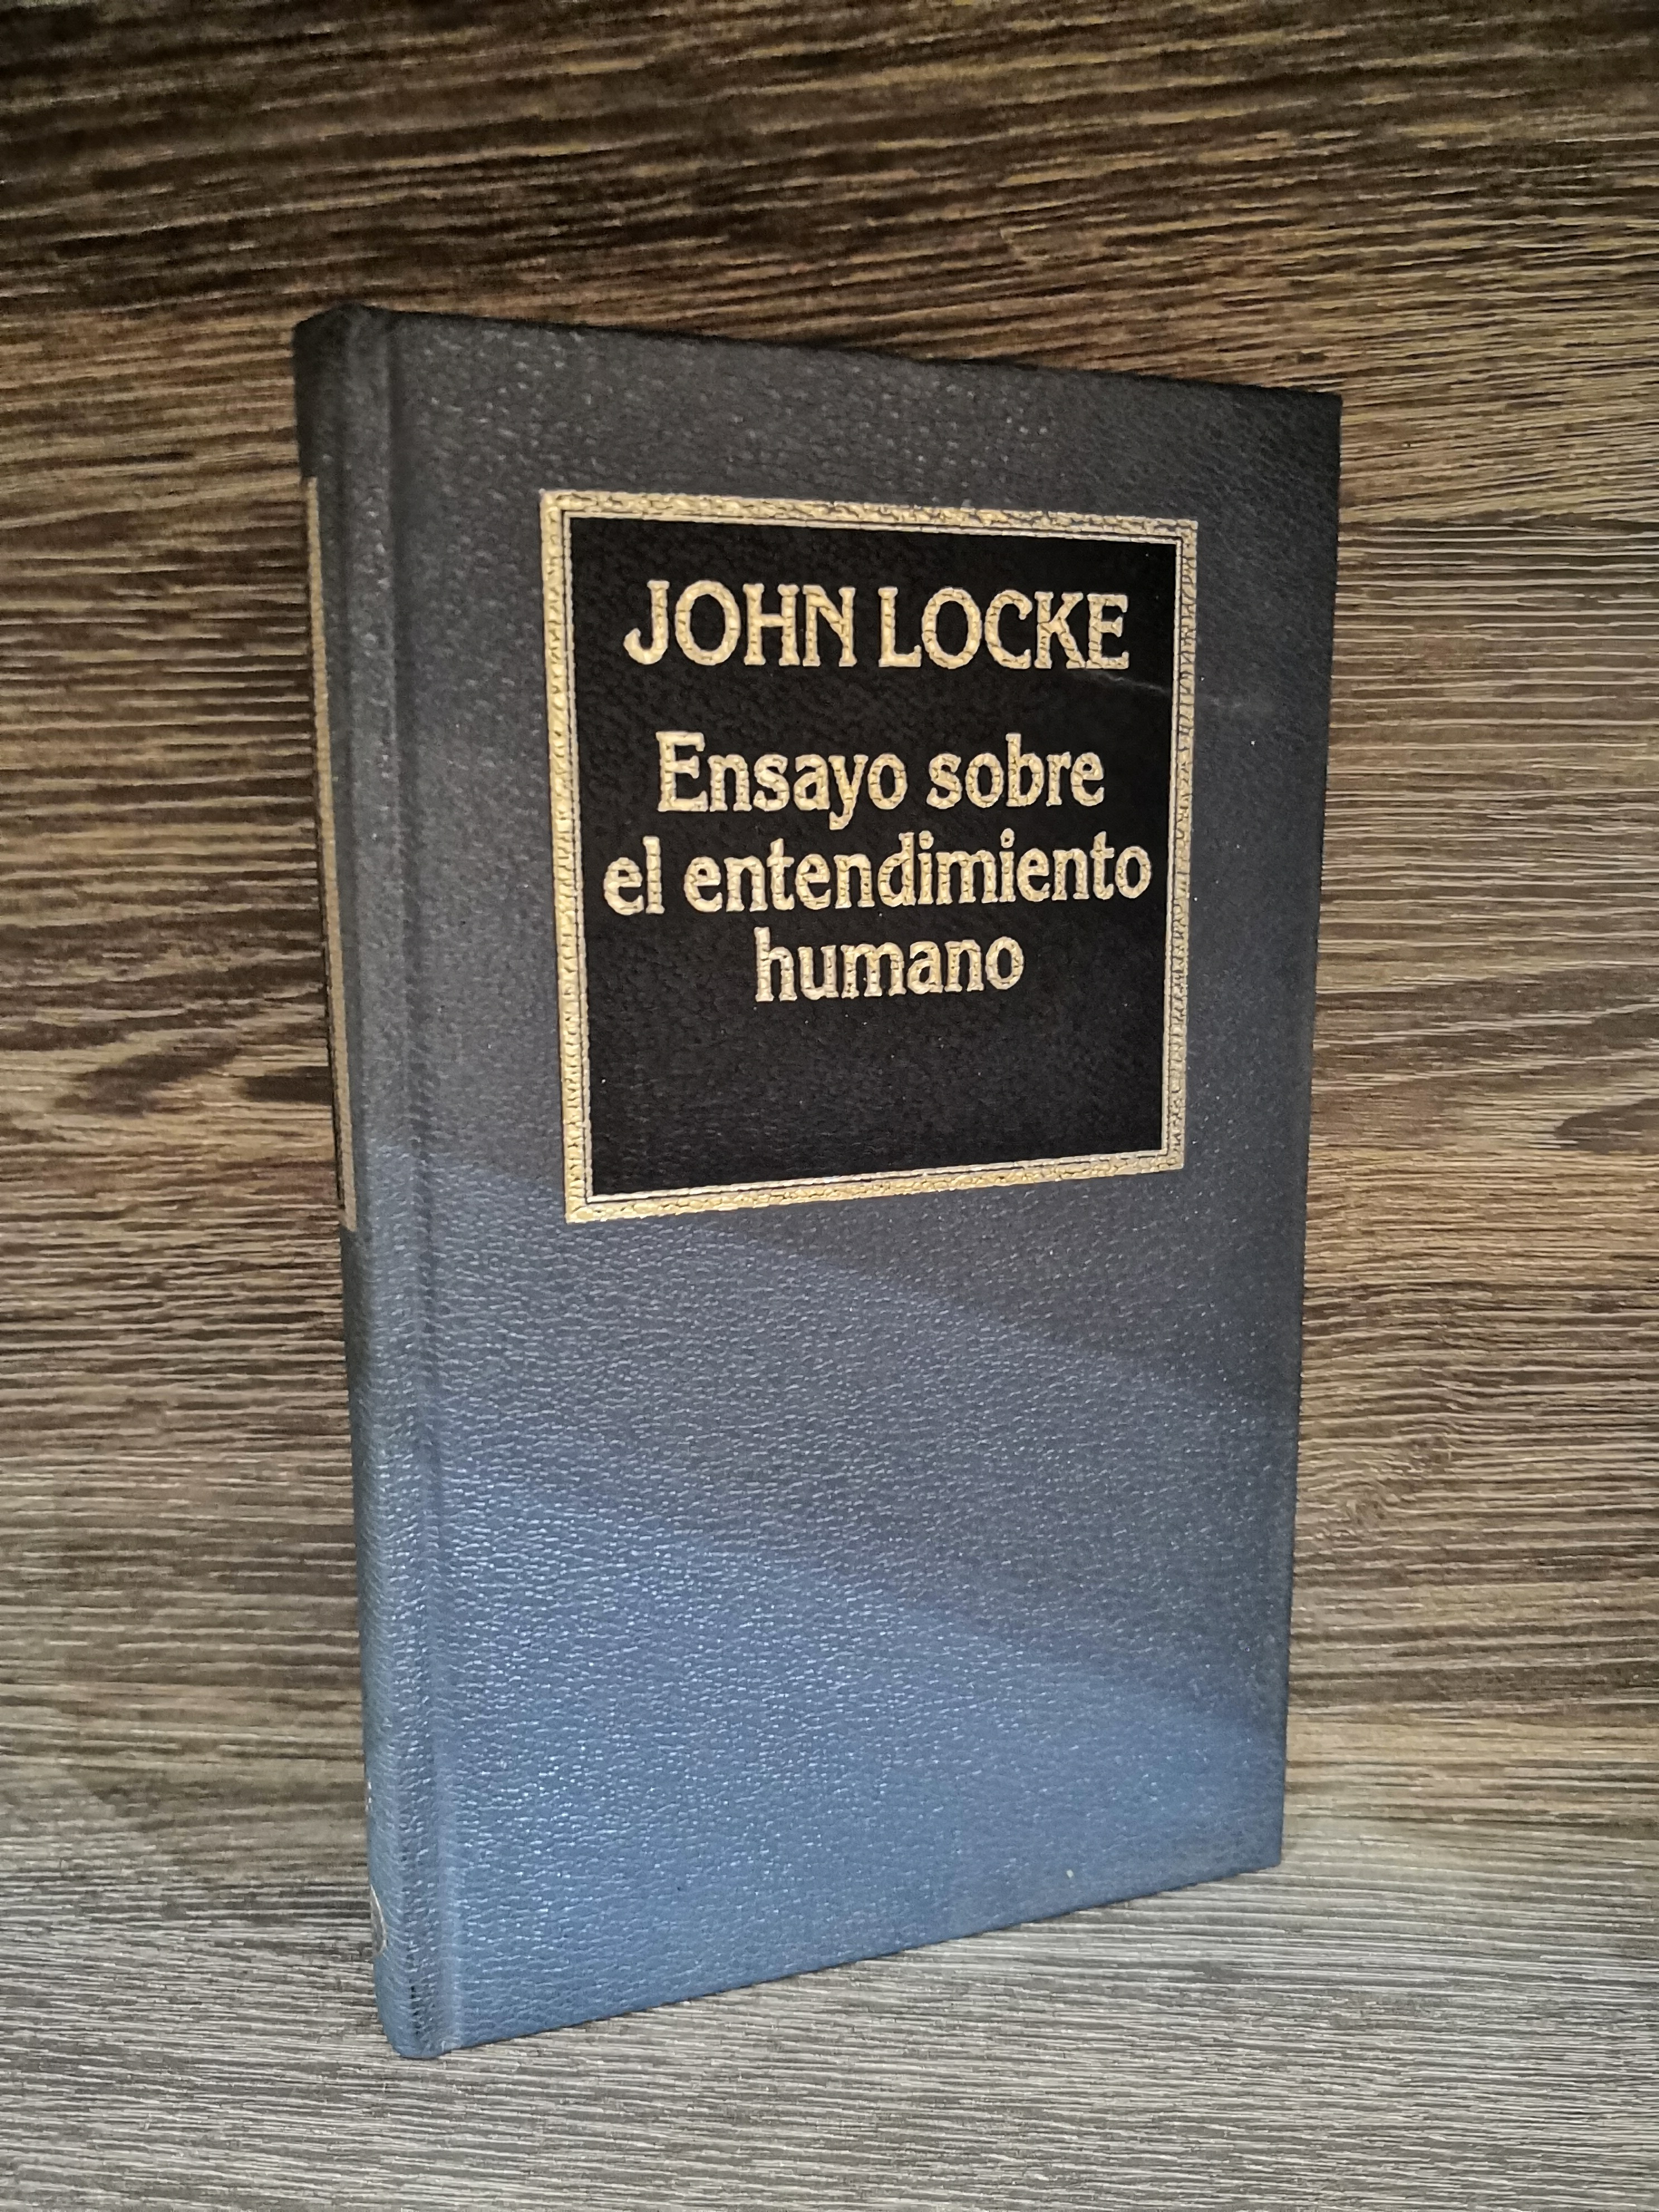 JOHN LOCKE
Ensayo sobre
el entendimiento
humano